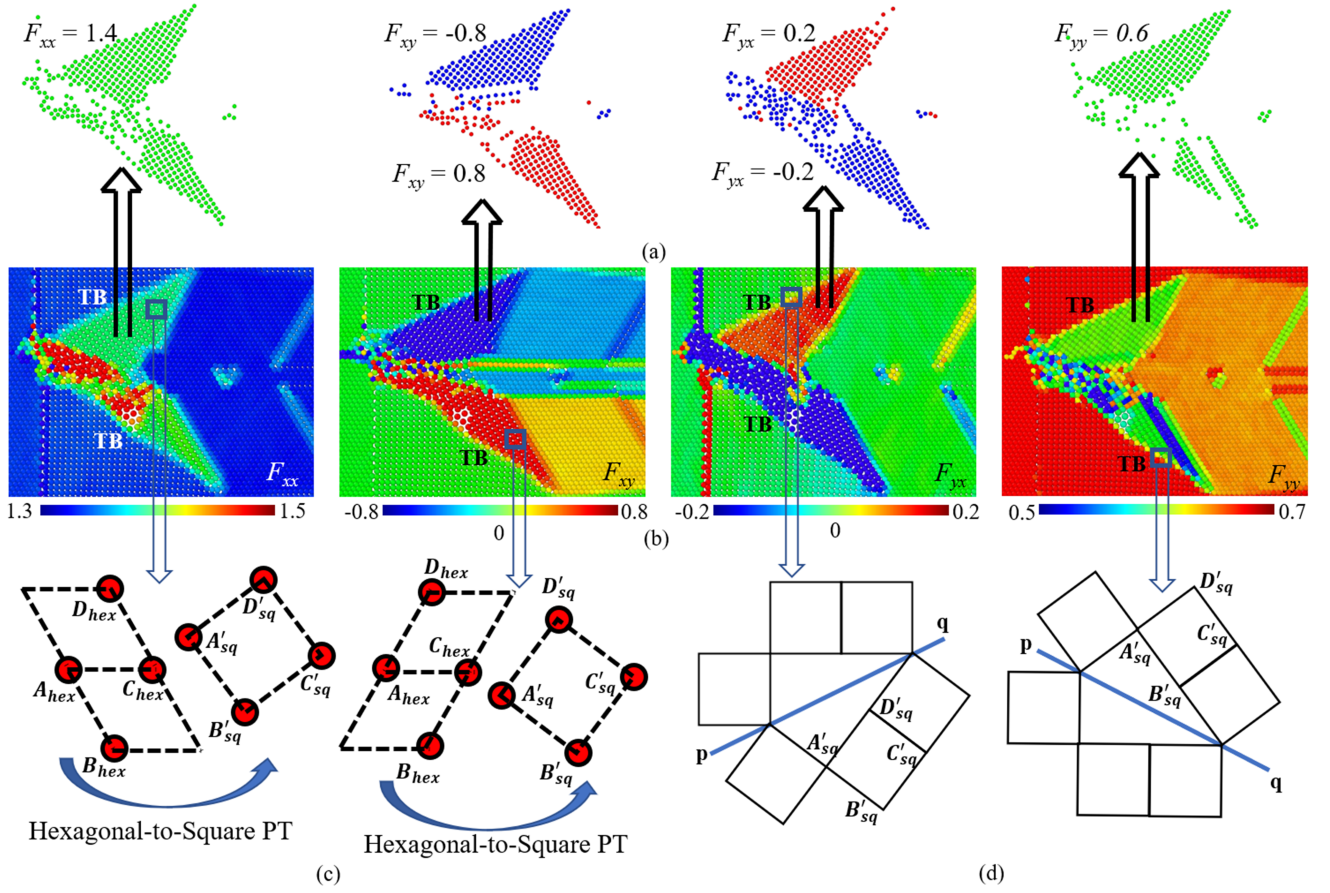 Fxx = 1.4
Fxy = -0.8
Fyx = 0.2
Fyy = 0.6
Fxy = 0.8
Fyx = -0.2
(a)
TB
TB
TB
TB
TB
TB
TB
TB
Fxx
Fxy
Fyx
Fyy
1.3
1.5
-0.8
0
0.8
(b)
-0.2
0
0.2
0.5
0.7
Dhex
Ahex
Chex
Bhex
D′sq
A′sq
C′sq
B′sq
Hexagonal-to-Square PT
Dhex
Chex
Ahex
Bhex
D′sq
C′sq
A′sq
B′sq
Hexagonal-to-Square PT
(c)
q
D′sq
A′sq
C′sq
p
B′sq
D′sq
C′sq
p
A′sq
B′sq
q
(d)